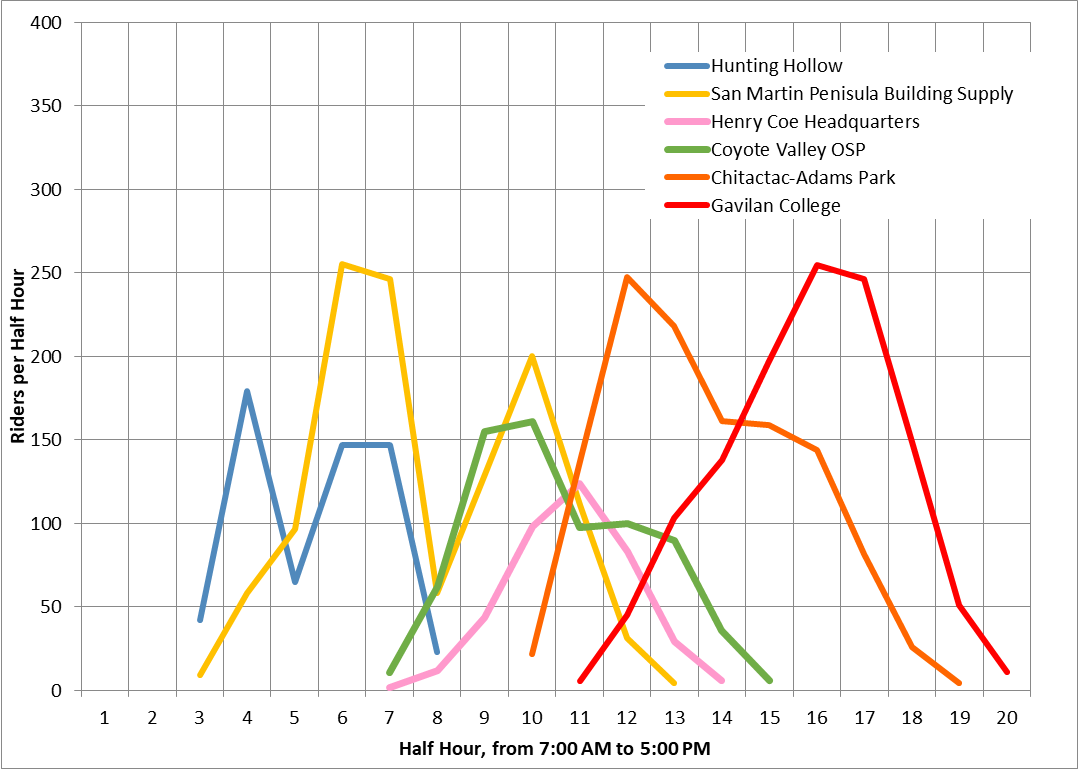 400
350
300
250
200
150
100
50
0
Riders per Half Hour
Hunting Hollow
San Martin Penisula Building Supply
Henry Coe Headquarters
Coyote Valley OSP
Chitactac-Adams Park
Gavilan College
1 2 3 4 5 6 7 8 9 10 11 12 13 14 15 16 17 18 19 20
Half Hour, from 7:00 AM to 5:00 PM